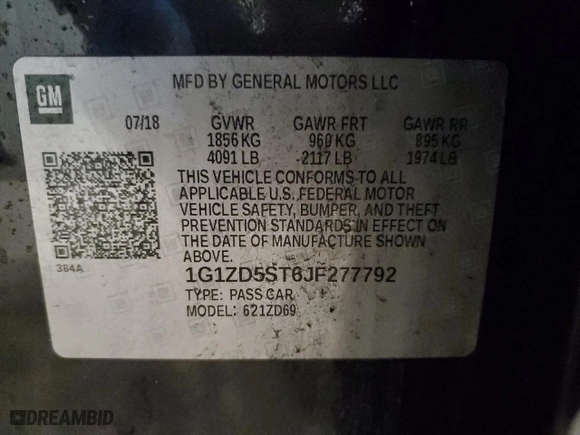 GM
MFD BY GENERAL MOTORS LLC
07/18 GVWR GAWR FRT GAWR RR
1856 KG 960 KG 895 KG
4091 LB 2117 LB 1974 LB
THIS VEHICLE CONFORMS TO ALL
APPLICABLE U.S. FEDERAL MOTOR
VEHICLE SAFETY, BUMPER, AND THEFT
PREVENTION STANDARDS IN EFFECT ON
THE DATE OF MANUFACTURE SHOWN
ABOVE.
384A
1G1ZD5ST6JF277792
TYPE: PASS CAR
MODEL: 621ZD69
DREAMBID